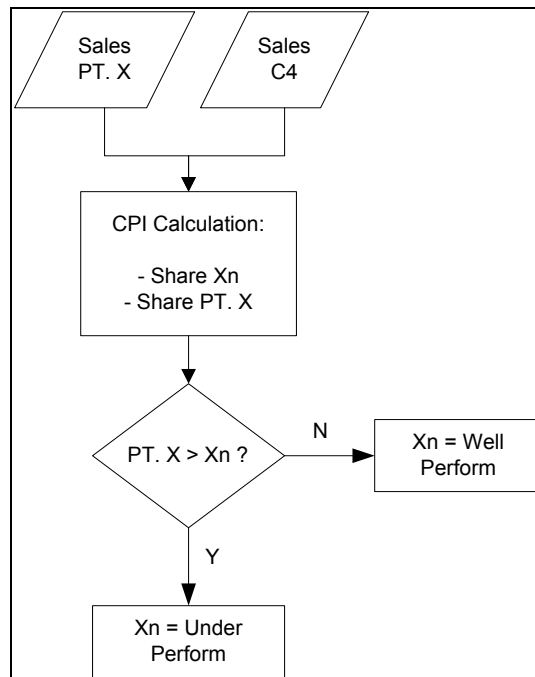 Sales
PT. X
Sales
C4
CPI Calculation:
- Share Xn
- Share PT. X
PT. X > Xn ?
N
Xn = Well
Perform
Y
Xn = Under
Perform